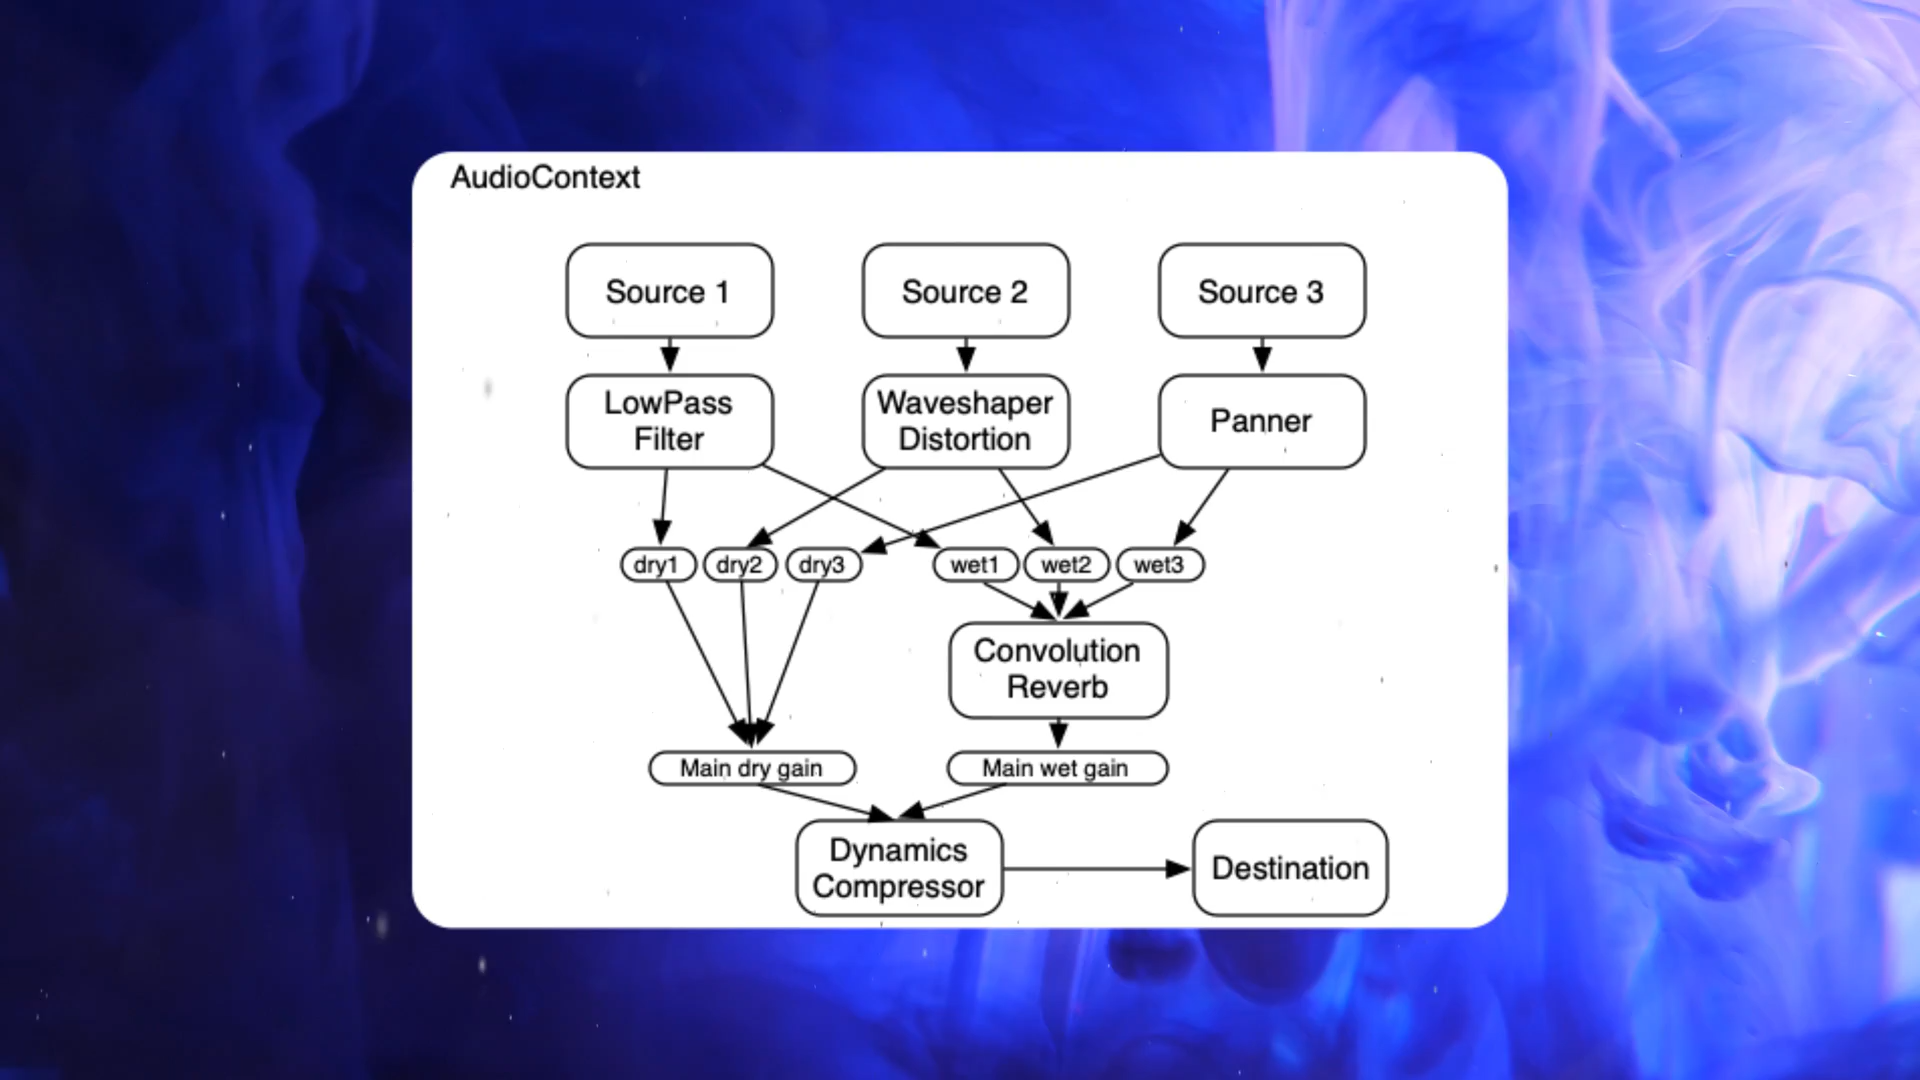 AudioContext
Source 1
Source 2
Source 3
LowPass
Filter
Waveshaper
Distortion
Panner
dry1
dry2
dry3
wet1
wet2
wet3
Convolution
Reverb
Main dry gain
Main wet gain
Dynamics
Compressor
Destination